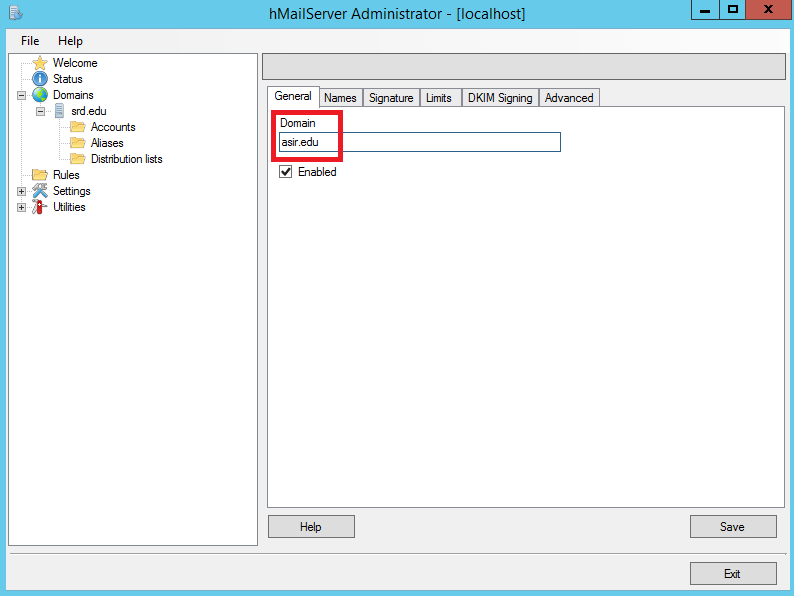 hMailServer Administrator - [localhost]
File Help
Welcome
Status
Domains
srd.edu
Accounts
Aliases
Distribution lists
Rules
Settings
Utilities
General Names Signature Limits DKIM Signing Advanced
Domain
asir.edu
Enabled
Help Save
Exit